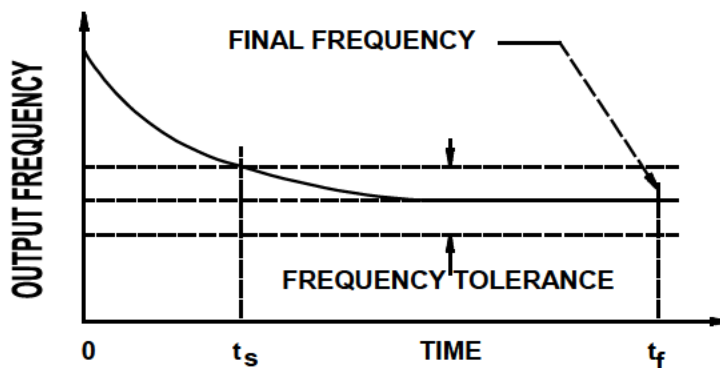 FINAL FREQUENCY
OUTPUT FREQUENCY
FREQUENCY TOLERANCE
0 ts TIME tf